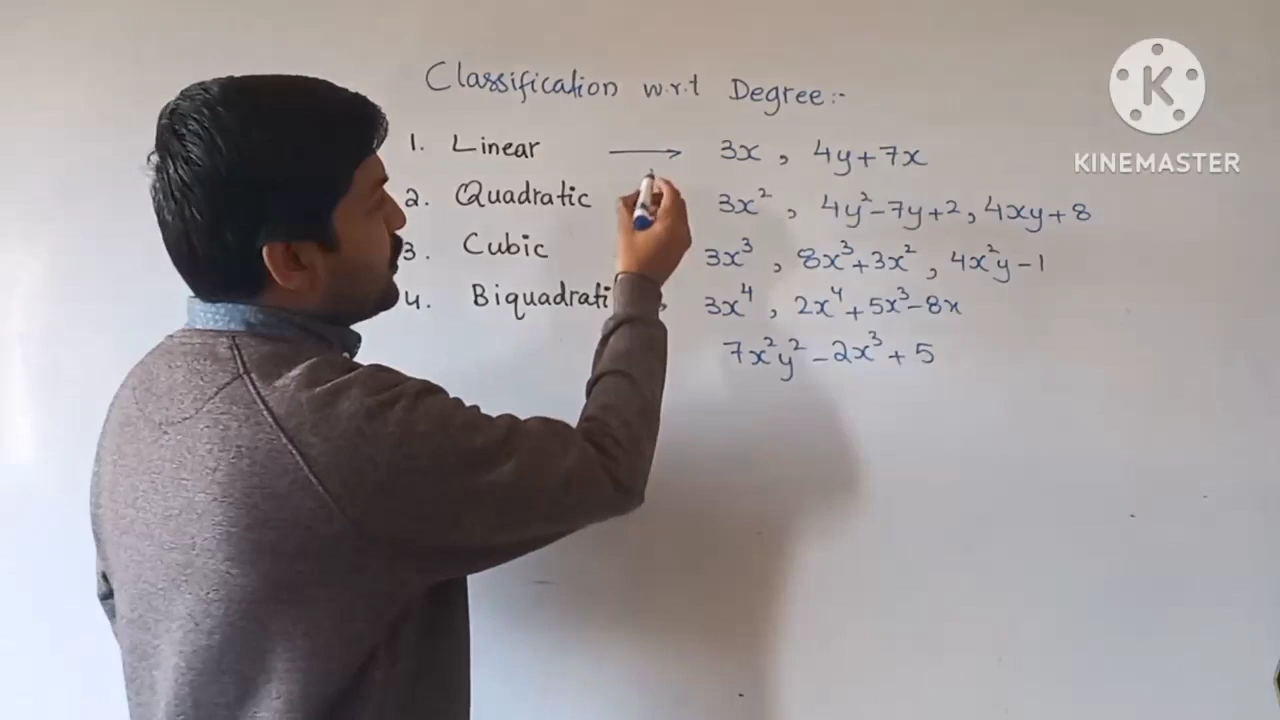 Classification w.r.t Degree:-
1. Linear → 3x, 4y+7x
2. Quadratic 3x², 4y²-7y+2, 4xy+8
3. Cubic 3x³, 8x³+3x², 4x²y-1
4. Biquadrati 3x⁴, 2x⁴+5x³-8x
7x²y²-2x³+5
K
KINEMASTER